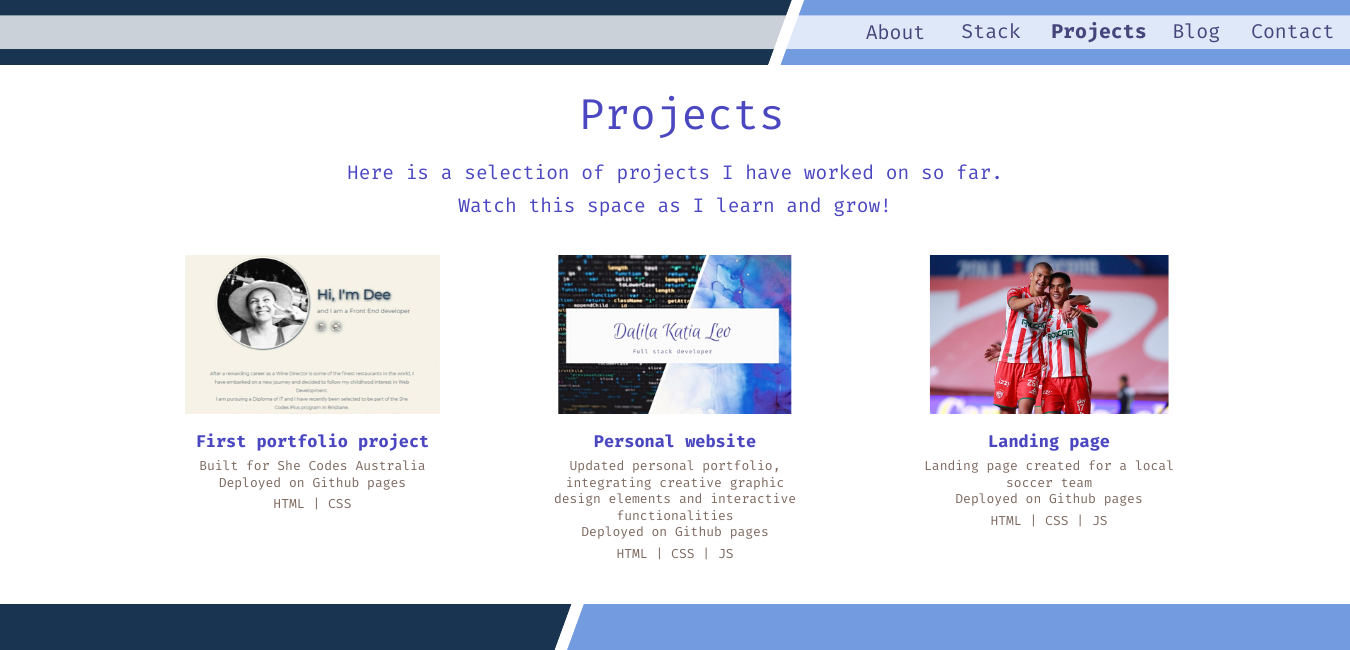 About Stack Projects Blog Contact
Projects
Here is a selection of projects I have worked on so far.
Watch this space as I learn and grow!
Hi, I'm Dee
and I am a Front End developer
After a rewarding career as a Wine Director is some of the finest restaurants in the world, I
have embarked on a new journey and decided to follow my childhood interest in Web
Development.
I am pursuing a Diploma of IT and I have recently been selected to be part of the She
Codes Plus program in Brisbane.
Dalila Katia Leo
Full stack developer
First portfolio project
Built for She Codes Australia
Deployed on Github pages
HTML | CSS
Personal website
Updated personal portfolio,
integrating creative graphic
design elements and interactive
functionalities
Deployed on Github pages
HTML | CSS | JS
Landing page
Landing page created for a local
soccer team
Deployed on Github pages
HTML | CSS | JS